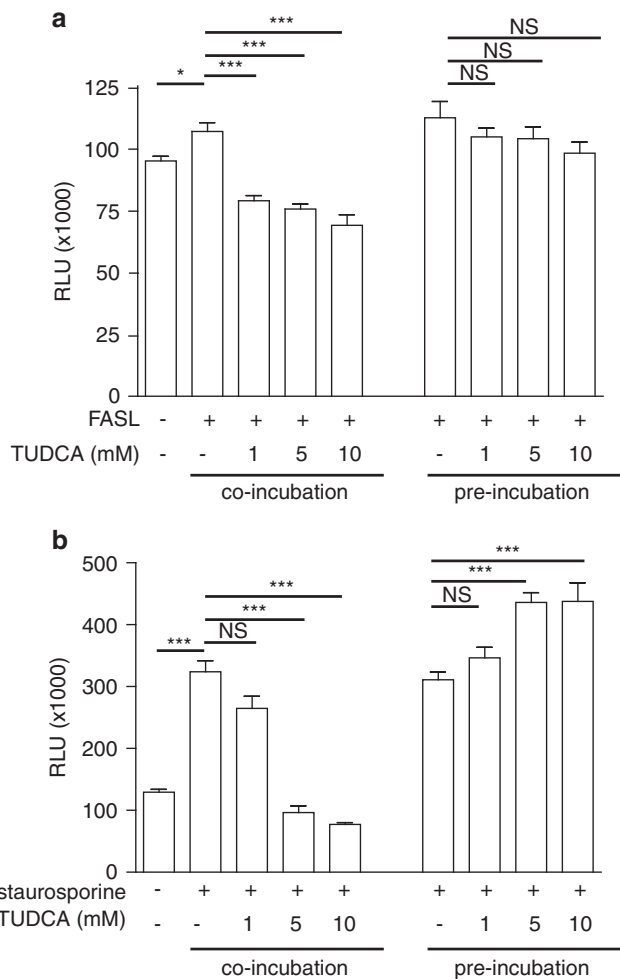 a
NS
***
*** NS
* *** NS
125
100
75
50
25
0
RLU (x1000)
FASL - + + + + + + + +
TUDCA (mM) - - 1 5 10 - 1 5 10
co-incubation pre-incubation
b
500
***
*** ***
*** NS
*** NS
400
300
200
100
0
RLU (x1000)
staurosporine - + + + + + + + +
TUDCA (mM) - - 1 5 10 - 1 5 10
co-incubation pre-incubation